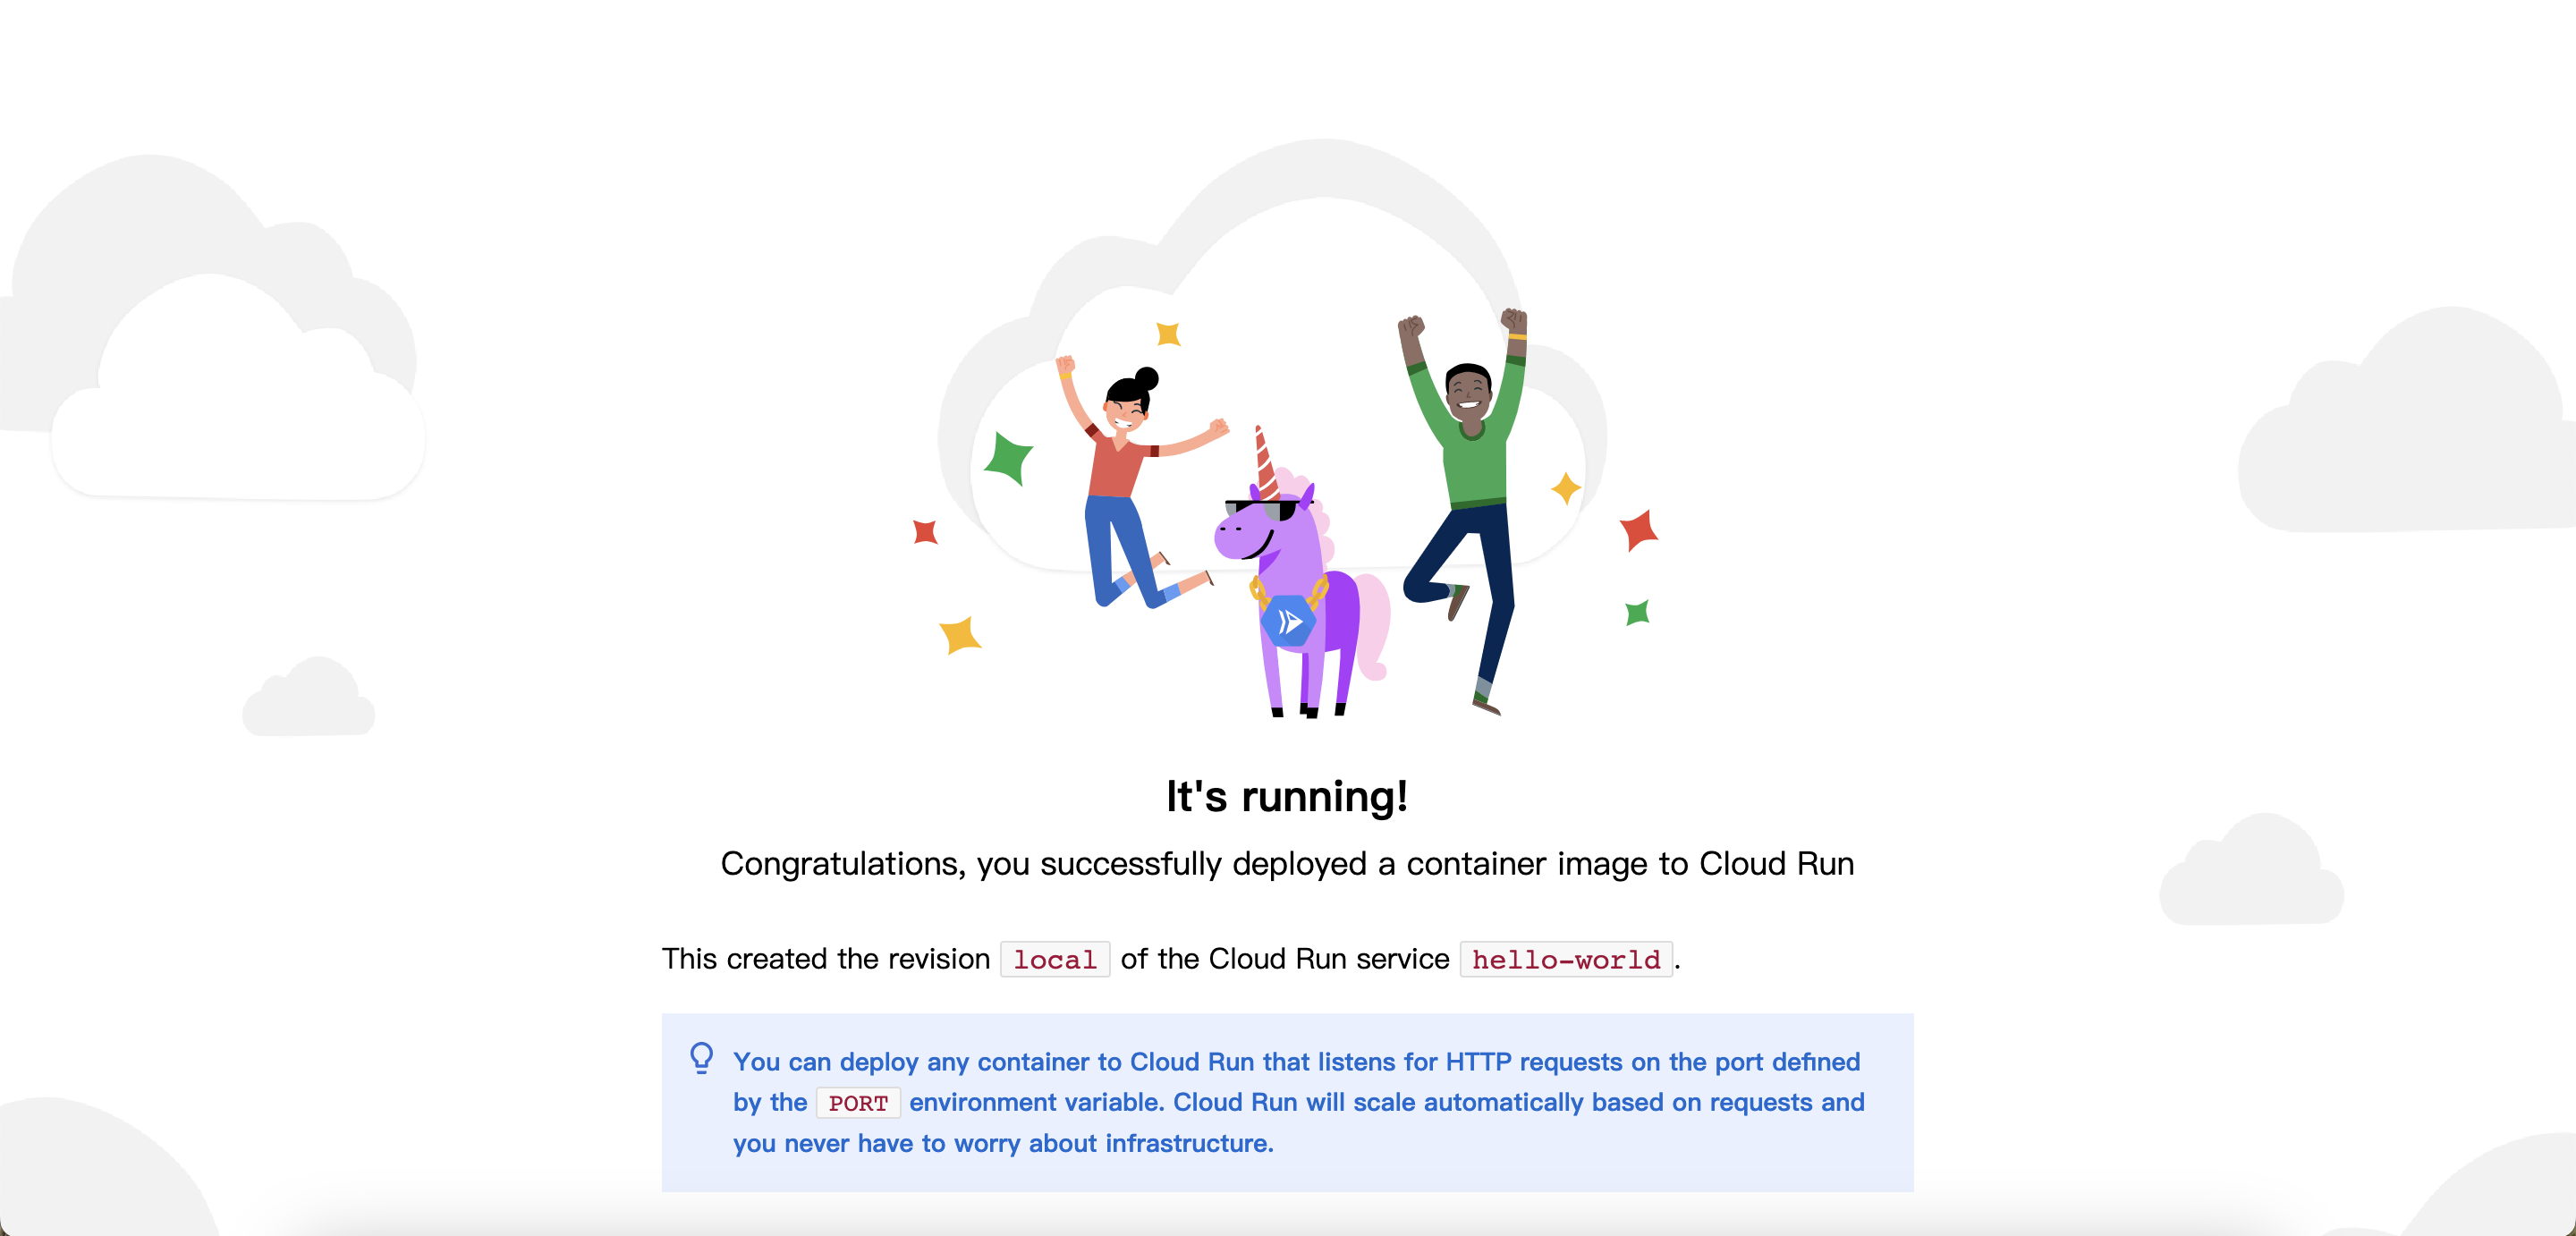 It's running!
Congratulations, you successfully deployed a container image to Cloud Run
This created the revision local of the Cloud Run service hello-world.
You can deploy any container to Cloud Run that listens for HTTP requests on the port defined
by the PORT environment variable. Cloud Run will scale automatically based on requests and
you never have to worry about infrastructure.